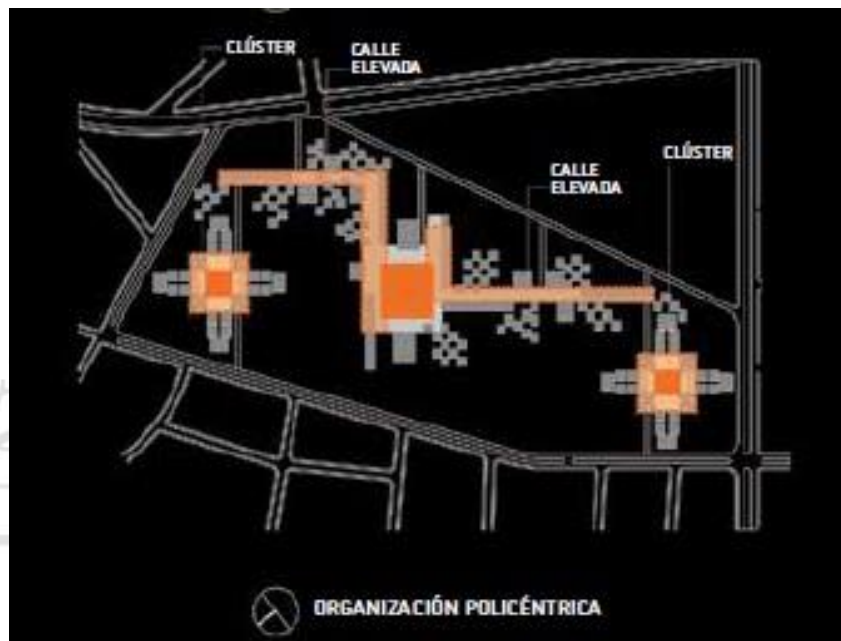 CLÚSTER
CALLE
ELEVADA
CALLE
ELEVADA
CLÚSTER
ORGANIZACIÓN POLICÉNTRICA